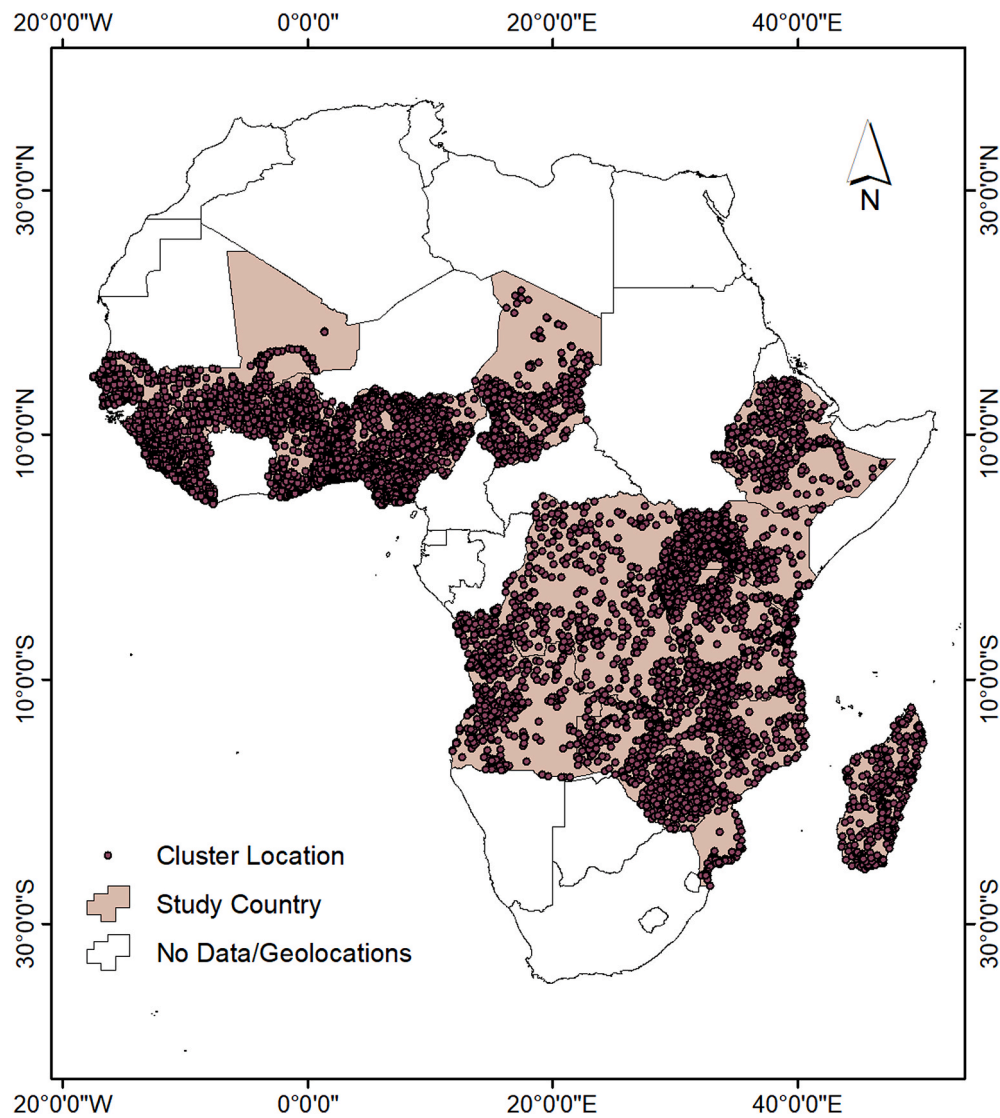 20°0'0"W 0°0'0" 20°0'0"E 40°0'0"E
30°0'0"N 30°0'0"N
N
10°0'0"N 10°0'0"N
10°0'0"S 10°0'0"S
Cluster Location
Study Country
30°0'0"S 30°0'0"S
No Data/Geolocations
20°0'0"W 0°0'0" 20°0'0"E 40°0'0"E